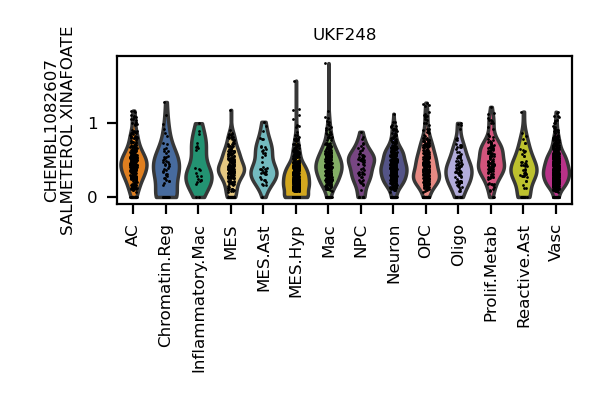 UKF248
CHEMBL1082607
SALMETEROL XINAFOATE
1
0
AC
Chromatin.Reg
Inflammatory.Mac
MES
MES.Ast
MES.Hyp
Mac
NPC
Neuron
OPC
Oligo
Prolif.Metab
Reactive.Ast
Vasc